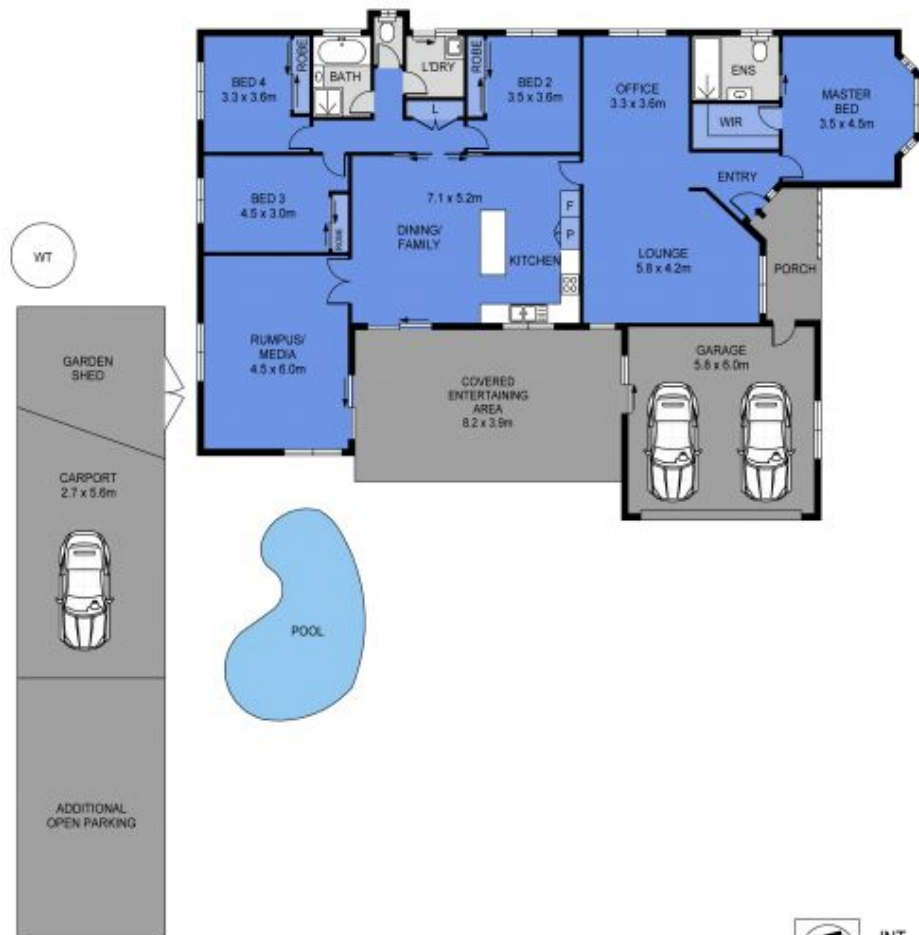 BED 4
3.3 x 3.6m
ROBE
BATH
L'DRY
ROBE
BED 2
3.5 x 3.6m
OFFICE
3.3 x 3.6m
ENS
MASTER
BED
3.5 x 4.5m
L
WIR
ENTRY
BED 3
4.5 x 3.0m
ROBE
7.1 x 5.2m
DINING/
FAMILY
F
P
KITCHEN
LOUNGE
5.8 x 4.2m
PORCH
WT
RUMPUS/
MEDIA
4.5 x 6.0m
GARDEN
SHED
COVERED
ENTERTAINING
AREA
8.2 x 3.9m
GARAGE
5.8 x 6.0m
CARPORT
2.7 x 5.6m
POOL
ADDITIONAL
OPEN PARKING